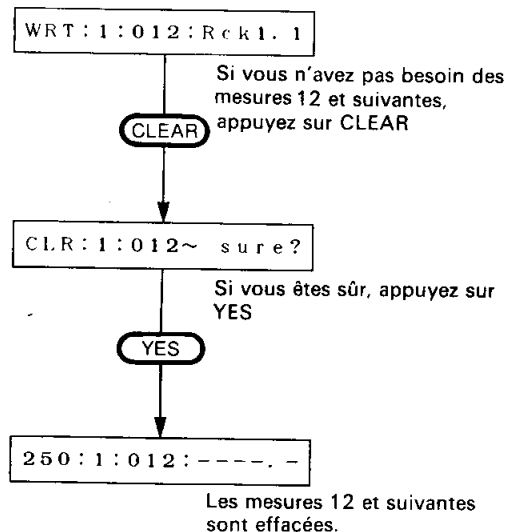 WRT:1:012:Rck1.1
Si vous n'avez pas besoin des
mesures 12 et suivantes,
appuyez sur CLEAR
CLEAR
CLR:1:012~ sure?
Si vous êtes sûr, appuyez sur
YES
YES
250:1:012:----.-
Les mesures 12 et suivantes
sont effacées.